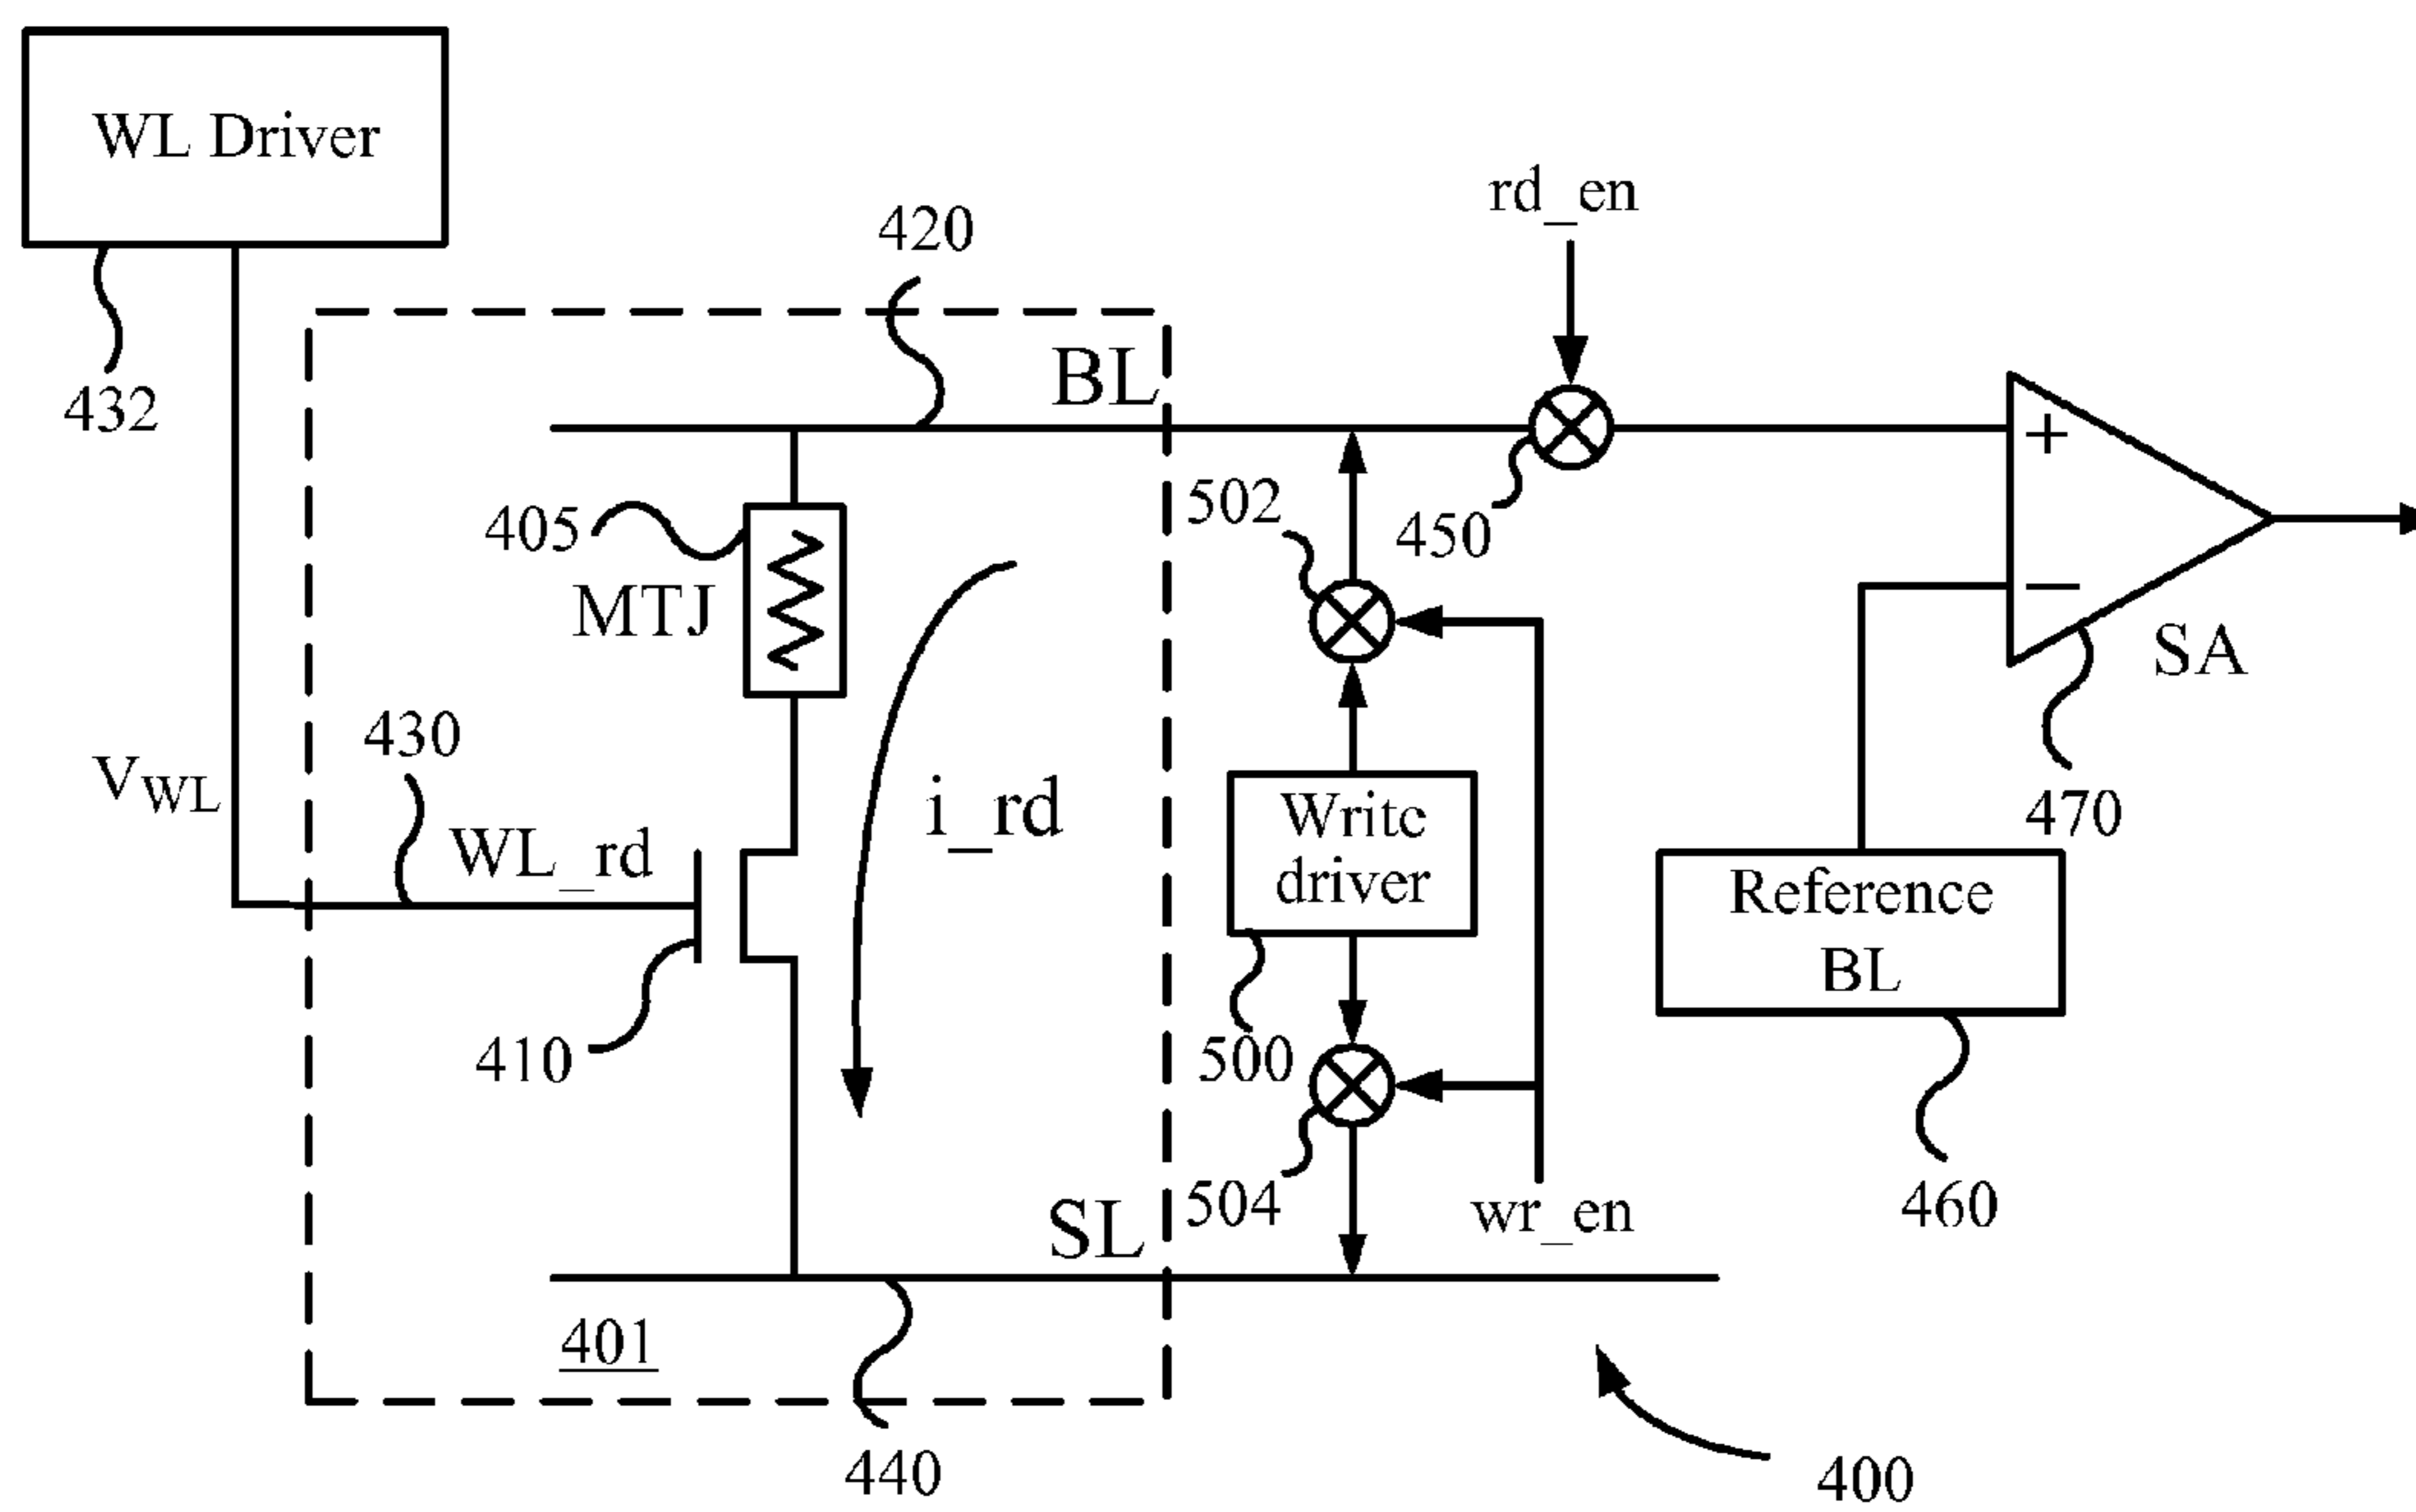 WL Driver
rd_en
420
432
BL
+
502
450
405
MTJ
SA
430
V_WL
WL_rd
i_rd
Write
driver
470
Reference
BL
410
500
504
wr_en
460
SL
401
440
400